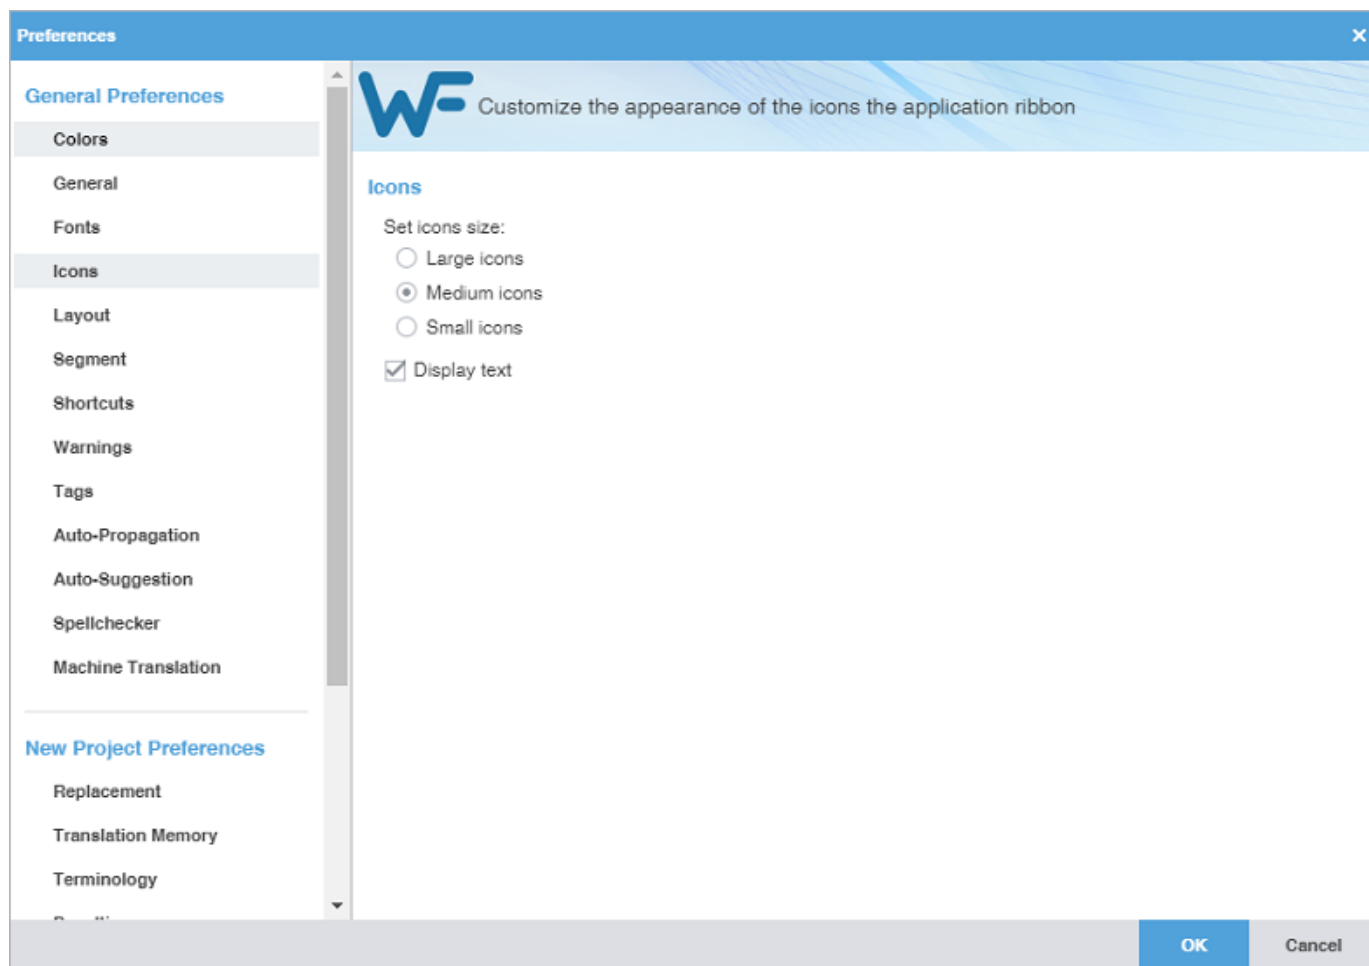 Preferences
General Preferences
Colors
General
Fonts
Icons
Layout
Segment
Shortcuts
Warnings
Tags
Auto-Propagation
Auto-Suggestion
Spellchecker
Machine Translation
New Project Preferences
Replacement
Translation Memory
Terminology
WF
Customize the appearance of the icons the application ribbon
Icons
Set icons size:
Large icons
Medium icons
Small icons
Display text
OK
Cancel